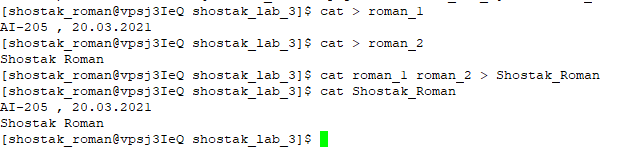 [shostak_roman@vpsj3IeQ shostak_lab_3]$ cat > roman_1
AI-205 , 20.03.2021
[shostak_roman@vpsj3IeQ shostak_lab_3]$ cat > roman_2
Shostak Roman
[shostak_roman@vpsj3IeQ shostak_lab_3]$ cat roman_1 roman_2 > Shostak_Roman
[shostak_roman@vpsj3IeQ shostak_lab_3]$ cat Shostak_Roman
AI-205 , 20.03.2021
Shostak Roman
[shostak_roman@vpsj3IeQ shostak_lab_3]$